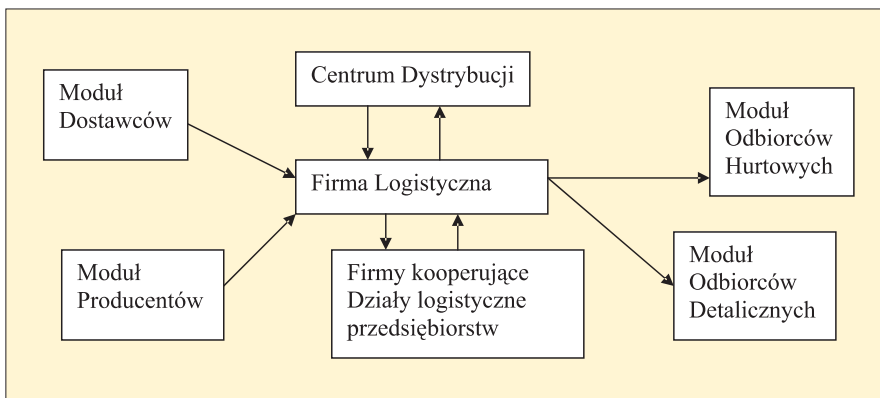 Moduł
Dostawców
Centrum Dystrybucji
Moduł
Odbiorców
Hurtowych
Firma Logistyczna
Moduł
Producentów
Firmy kooperujące
Działy logistyczne
przedsiębiorstw
Moduł
Odbiorców
Detalicznych